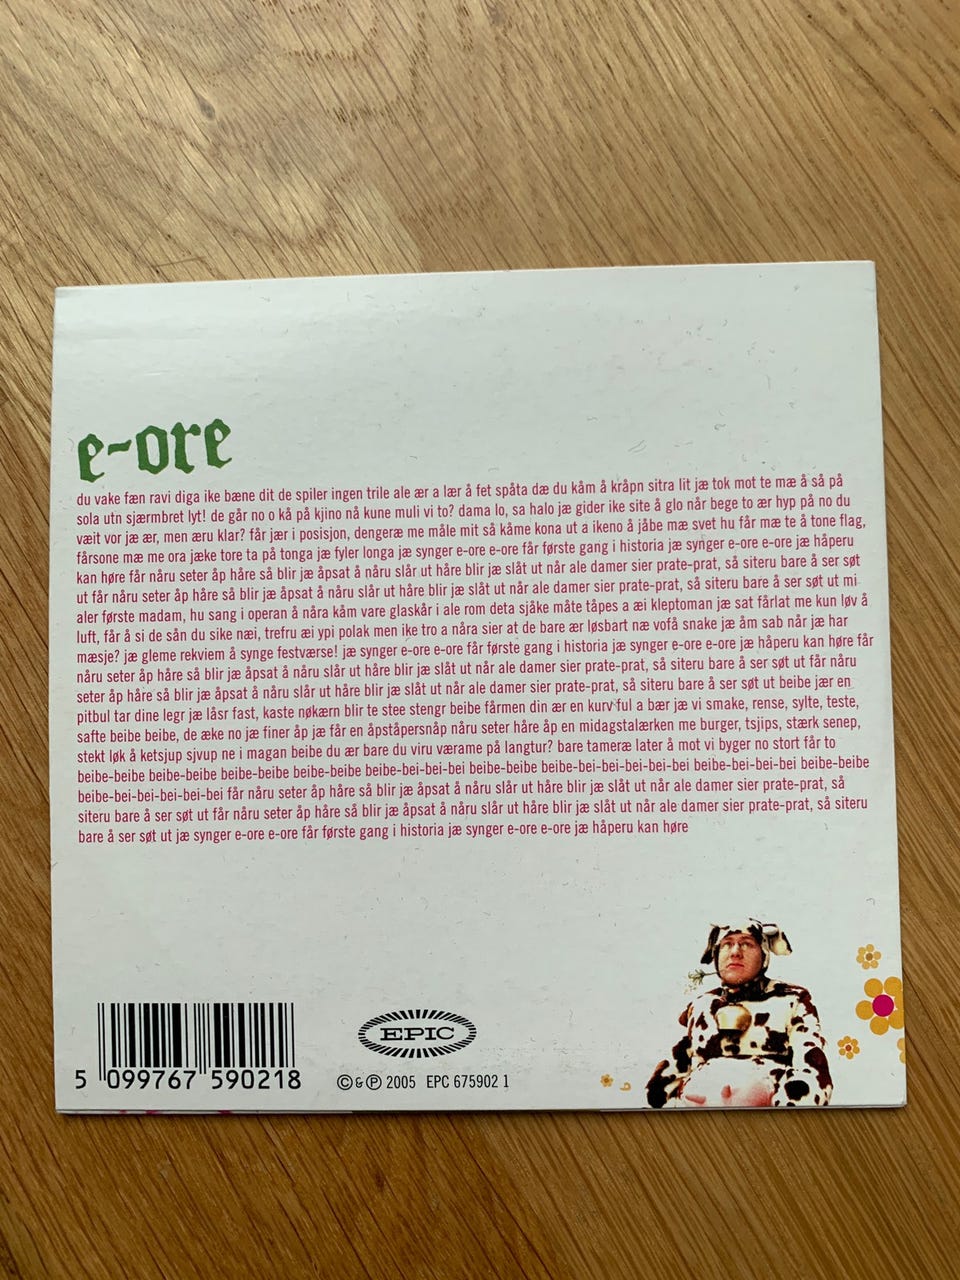 e-ore
du vake fæn ravi diga ike bæne dit de spiler ingen trile ale ær a lær å fet spåta dæ du kåm å kråpn sitra lit jæ tok mot te mæ å så på
sola utn sjærmbret lyt! de går no o kå på kjino nå kune muli vi to? dama lo, sa halo jæ gider ike site å glo når bege to ær hyp på no du
væit vor jæ ær, men æru klar? får jær i posisjon, dengeræ me måle mit så kåme kona ut a ikeno å jåbe mæ svet hu får mæ te å tone flag,
fårsone mæ me ora jæke tore ta på tonga jæ fyler longa jæ synger e-ore e-ore får første gang i historia jæ synger e-ore e-ore jæ håperu
kan høre får nåru seter åp håre så blir jæ åpsat å nåru slår ut håre blir jæ slåt ut når ale damer sier prate-prat, så siteru bare å ser søt
ut får nåru seter åp håre så blir jæ åpsat å nåru slår ut håre blir jæ slåt ut når ale damer sier prate-prat, så siteru bare å ser søt ut mi
aler første madam, hu sang i operan å nåra kåm vare glaskår i ale rom deta sjåke måte tåpes a æi kleptoman jæ sat fårlat me kun løv å
luft, får å si de sån du sike næi, trefru æi ypi polak men ike tro a nåra sier at de bare ær løsbart næ vofå snake jæ åm sab når jæ har
mæsje? jæ gleme rekviem å synge festværse! jæ synger e-ore e-ore får første gang i historia jæ synger e-ore e-ore jæ håperu kan høre får
nåru seter åp håre så blir jæ åpsat å nåru slår ut håre blir jæ slåt ut når ale damer sier prate-prat, så siteru bare å ser søt ut får nåru
seter åp håre så blir jæ åpsat å nåru slår ut håre blir jæ slåt ut når ale damer sier prate-prat, så siteru bare å ser søt ut beibe jær en
pitbul tar dine legr jæ låsr fast, kaste nøkærn blir te stee stengr beibe fårmen din ær en kurv ful a bær jæ vi smake, rense, sylte, teste,
safte beibe beibe, de æke no jæ finer åp jæ får en åpståpersnåp nåru seter håre åp en midagstalærken me burger, tsjips, stærk senep,
stekt løk å ketsjup sjvup ne i magan beibe du ær bare du viru værame på langtur? bare tameræ later å mot vi byger no stort får to
beibe-beibe beibe-beibe beibe-beibe beibe-beibe beibe-bei-bei-bei beibe-beibe beibe-bei-bei-bei-bei-bei beibe-bei-bei-bei beibe-beibe
beibe-bei-bei-bei-bei-bei får nåru seter åp håre så blir jæ åpsat å nåru slår ut håre blir jæ slåt ut når ale damer sier prate-prat, så
siteru bare å ser søt ut får nåru seter åp håre så blir jæ åpsat å nåru slår ut håre blir jæ slåt ut når ale damer sier prate-prat, så siteru
bare å ser søt ut jæ synger e-ore e-ore får første gang i historia jæ synger e-ore e-ore jæ håperu kan høre
EPIC
5 099767 590218 ©&℗ 2005 EPC 675902 1